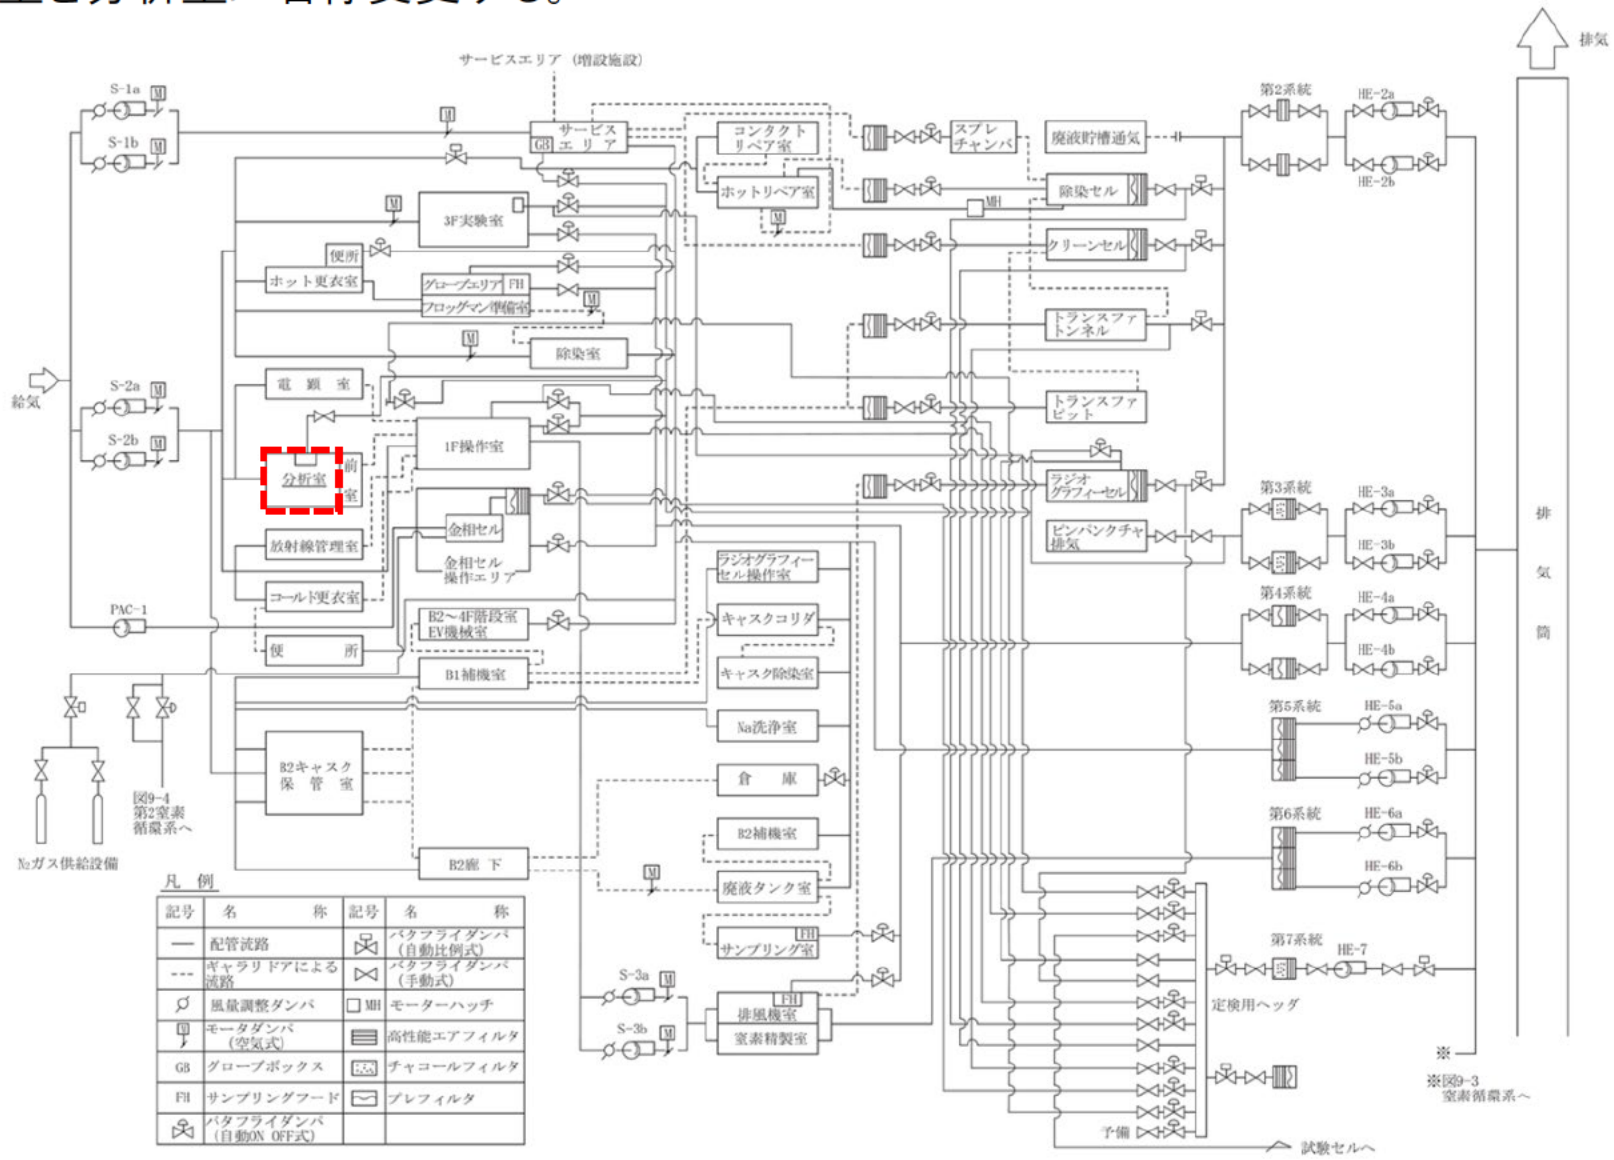 排気
サービスエリア (増設施設)
S-1a
M
S-1b
M
M
サービス
エリア
GB
コンタクト
リペア室
スプレ
チャンバ
廃液貯槽通気
第2系統
HE-2a
HE-2b
ホットリペア室
M
除染セル
MH
M
3F実験室
クリーンセル
便所
ホット更衣室
グローブエリア
FH
フロッグマン準備室
M
トランスファ
トンネル
M
除染室
給気
S-2a
M
S-2b
M
電顕室
トランスファ
ピット
1F操作室
分析室
前
室
ラジオ
グラフィーセル
第3系統
HE-3a
HE-3b
金相セル
金相セル
操作エリア
ピンパンクチャ
排気
放射線管理室
ラジオグラフィー
セル操作室
コールド更衣室
PAC-1
B2～4F階段室
EV機械室
キャスクコリダ
第4系統
HE-4a
HE-4b
便所
B1補機室
キャスク除染室
Na洗浄室
第5系統
HE-5a
HE-5b
B2キャスク
保管室
倉庫
図9-4
第2窒素
循環系へ
N₂ガス供給設備
B2補機室
第6系統
HE-6a
HE-6b
B2廊下
M
廃液タンク室
FH
サンプリング室
S-3a
M
S-3b
M
FH
排風機室
窒素精製室
第7系統
HE-7
定検用ヘッダ
予備
試験セルへ
排
気
筒
※
※図9-3
窒素循環系へ
凡例
記号 名称 記号 名称
配管流路
バタフライダンパ
(自動比例式)
ギャラリドアによる
流路
バタフライダンパ
(手動式)
風量調整ダンパ
MH モーターハッチ
M モータダンパ
(空気式)
高性能エアフィルタ
GB グローブボックス
チャコールフィルタ
FH サンプリングフード
プレフィルタ
バタフライダンパ
(自動ON OFF式)